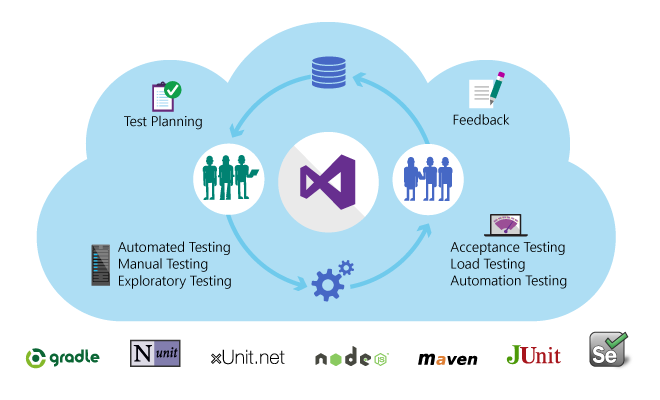 Test Planning
Feedback
Automated Testing
Manual Testing
Exploratory Testing
Acceptance Testing
Load Testing
Automation Testing
gradle
N unit
xUnit.net
node JS
maven
JUnit
Se